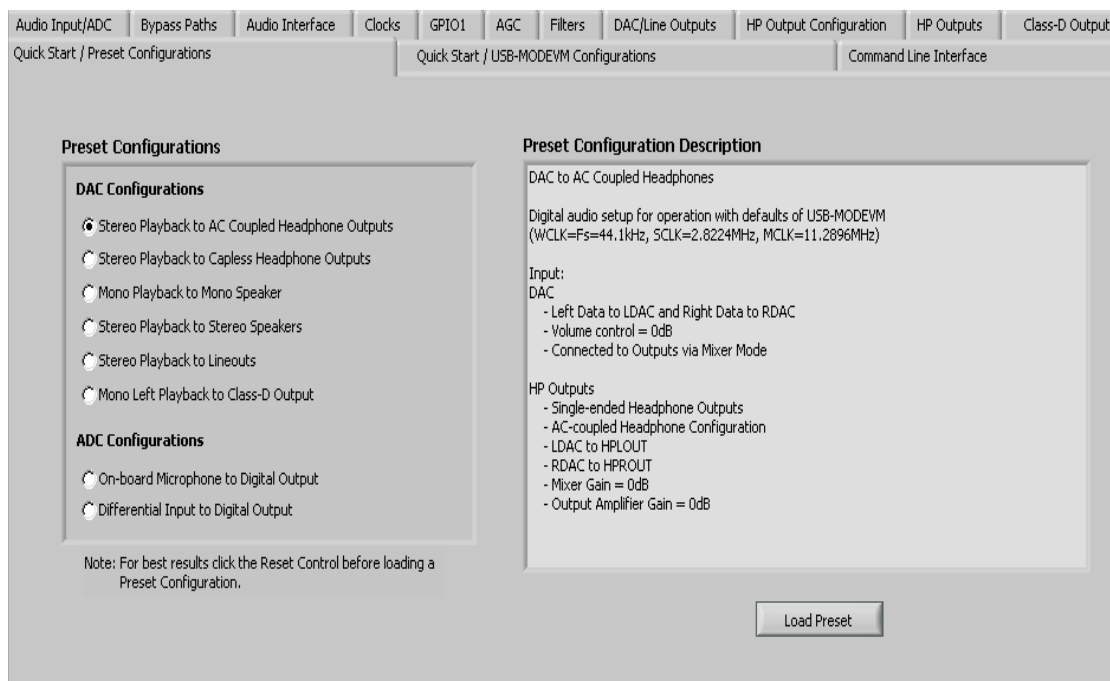 Audio Input/ADC Bypass Paths Audio Interface Clocks GPIO1 AGC Filters DAC/Line Outputs HP Output Configuration HP Outputs Class-D Output
Quick Start / Preset Configurations Quick Start / USB-MODEVM Configurations Command Line Interface
Preset Configurations
DAC Configurations
Stereo Playback to AC Coupled Headphone Outputs
Stereo Playback to Capless Headphone Outputs
Mono Playback to Mono Speaker
Stereo Playback to Stereo Speakers
Stereo Playback to Lineouts
Mono Left Playback to Class-D Output
ADC Configurations
On-board Microphone to Digital Output
Differential Input to Digital Output
Note: For best results click the Reset Control before loading a
Preset Configuration.
Preset Configuration Description
DAC to AC Coupled Headphones
Digital audio setup for operation with defaults of USB-MODEVM
(WCLK=Fs=44.1kHz, SCLK=2.8224MHz, MCLK=11.2896MHz)
Input:
DAC
- Left Data to LDAC and Right Data to RDAC
- Volume control = 0dB
- Connected to Outputs via Mixer Mode
HP Outputs
- Single-ended Headphone Outputs
- AC-coupled Headphone Configuration
- LDAC to HPLOUT
- RDAC to HPROUT
- Mixer Gain = 0dB
- Output Amplifier Gain = 0dB
Load Preset